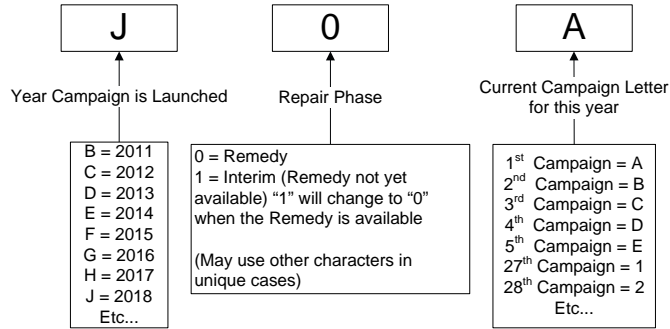 J
0
A
Year Campaign is Launched
Repair Phase
Current Campaign Letter
for this year
B = 2011
C = 2012
D = 2013
E = 2014
F = 2015
G = 2016
H = 2017
J = 2018
Etc...
0 = Remedy
1 = Interim (Remedy not yet
available) “1” will change to “0”
when the Remedy is available
(May use other characters in
unique cases)
1st Campaign = A
2nd Campaign = B
3rd Campaign = C
4th Campaign = D
5th Campaign = E
27th Campaign = 1
28th Campaign = 2
Etc...